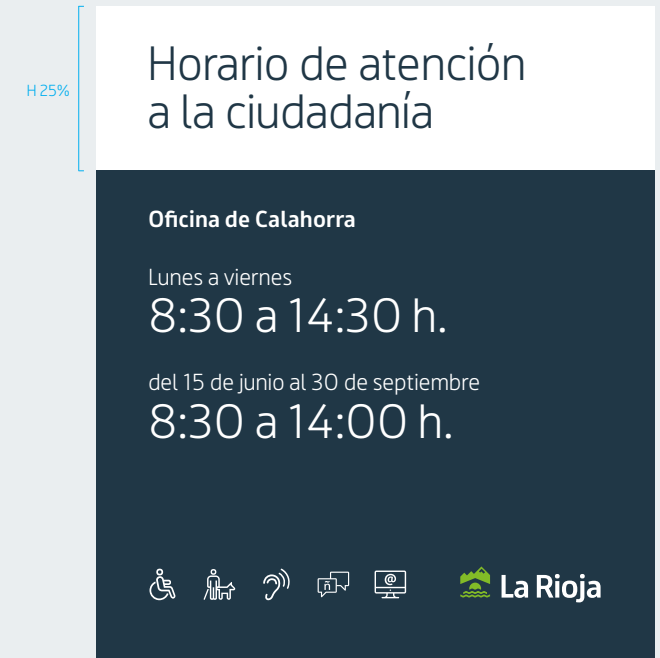 H 25%
Horario de atención
a la ciudadanía
Oficina de Calahorra
Lunes a viernes
8:30 a 14:30 h.
del 15 de junio al 30 de septiembre
8:30 a 14:00 h.
ñ
@
La Rioja